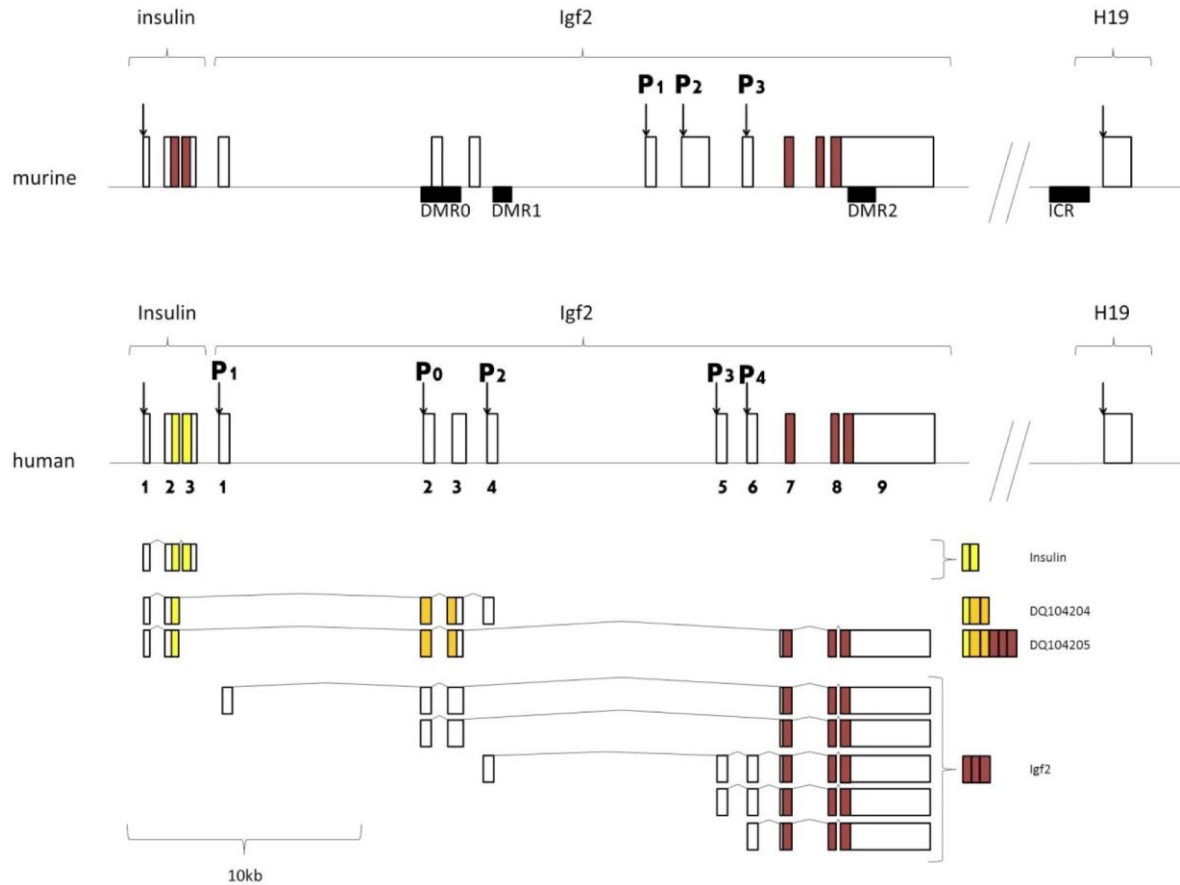 insulin Igf2 H19
P1 P2 P3
murine
DMR0 DMR1 DMR2 ICR
Insulin Igf2 H19
P1 P0 P2 P3 P4
human
1 2 3 1 2 3 4 5 6 7 8 9
Insulin
DQ104204
DQ104205
Igf2
10kb